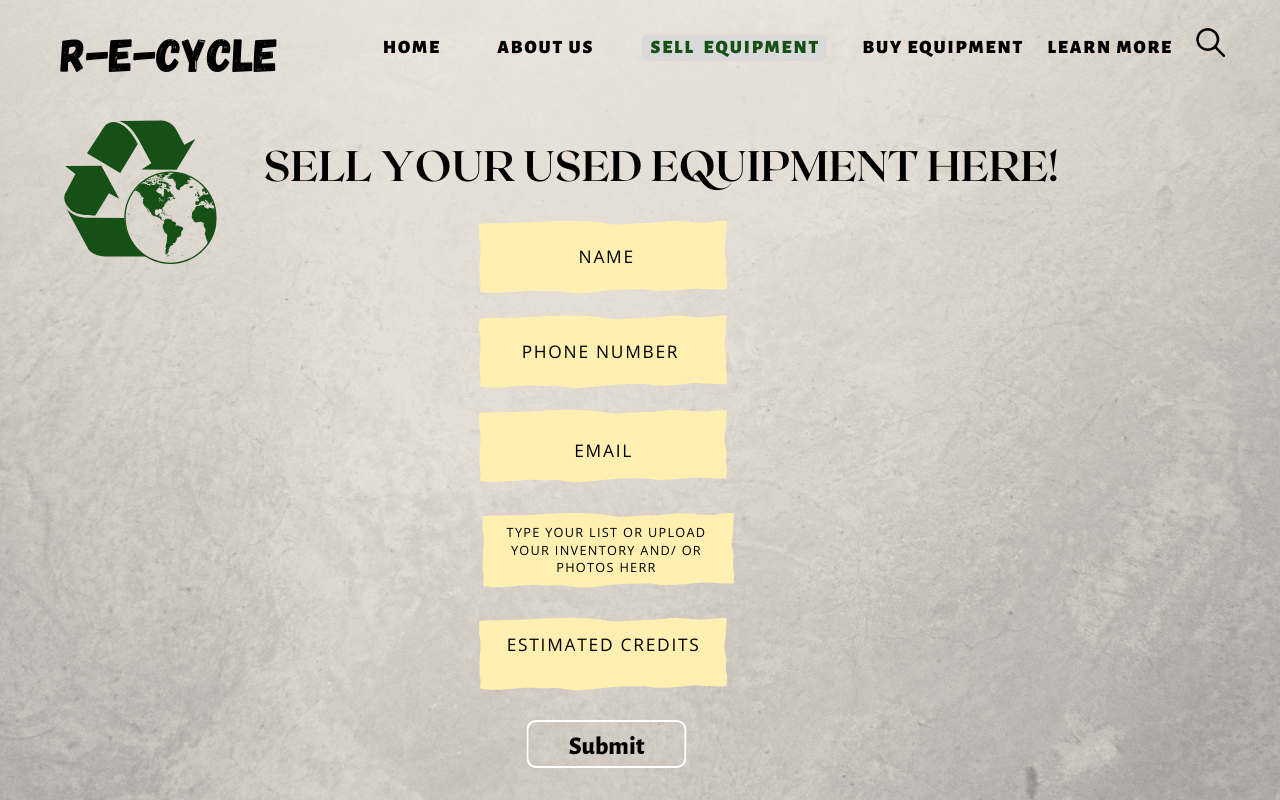 R-E-CYCLE
HOME
ABOUT US
SELL EQUIPMENT
BUY EQUIPMENT
LEARN MORE
SELL YOUR USED EQUIPMENT HERE!
NAME
PHONE NUMBER
EMAIL
TYPE YOUR LIST OR UPLOAD
YOUR INVENTORY AND/ OR
PHOTOS HERR
ESTIMATED CREDITS
Submit